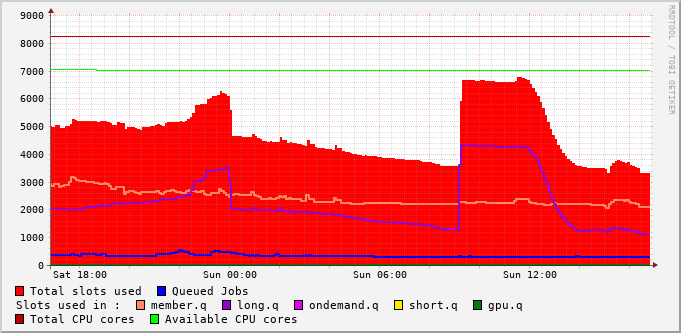 RRDTOOL / TOBI OETIKER
9000
8000
7000
6000
5000
4000
3000
2000
1000
0
Sat 18:00 Sun 00:00 Sun 06:00 Sun 12:00
Total slots used Queued Jobs
Slots used in : member.q long.q ondemand.q short.q gpu.q
Total CPU cores Available CPU cores